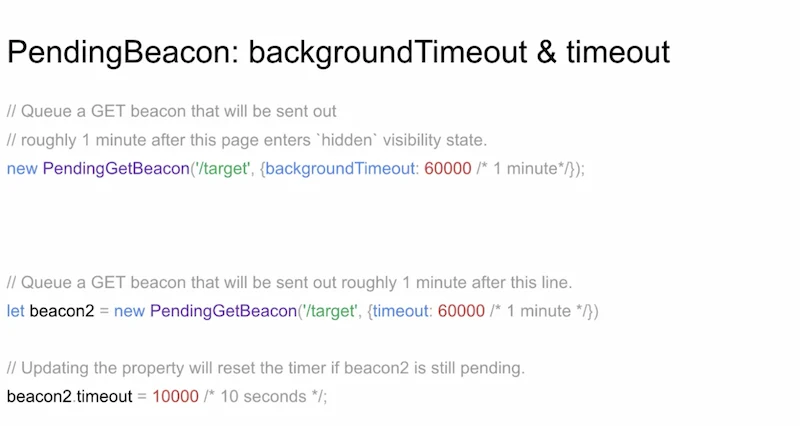 PendingBeacon: backgroundTimeout & timeout
// Queue a GET beacon that will be sent out
// roughly 1 minute after this page enters `hidden` visibility state.
new PendingGetBeacon('/target', {backgroundTimeout: 60000 /* 1 minute*/});
// Queue a GET beacon that will be sent out roughly 1 minute after this line.
let beacon2 = new PendingGetBeacon('/target', {timeout: 60000 /* 1 minute */})
// Updating the property will reset the timer if beacon2 is still pending.
beacon2.timeout = 10000 /* 10 seconds */;